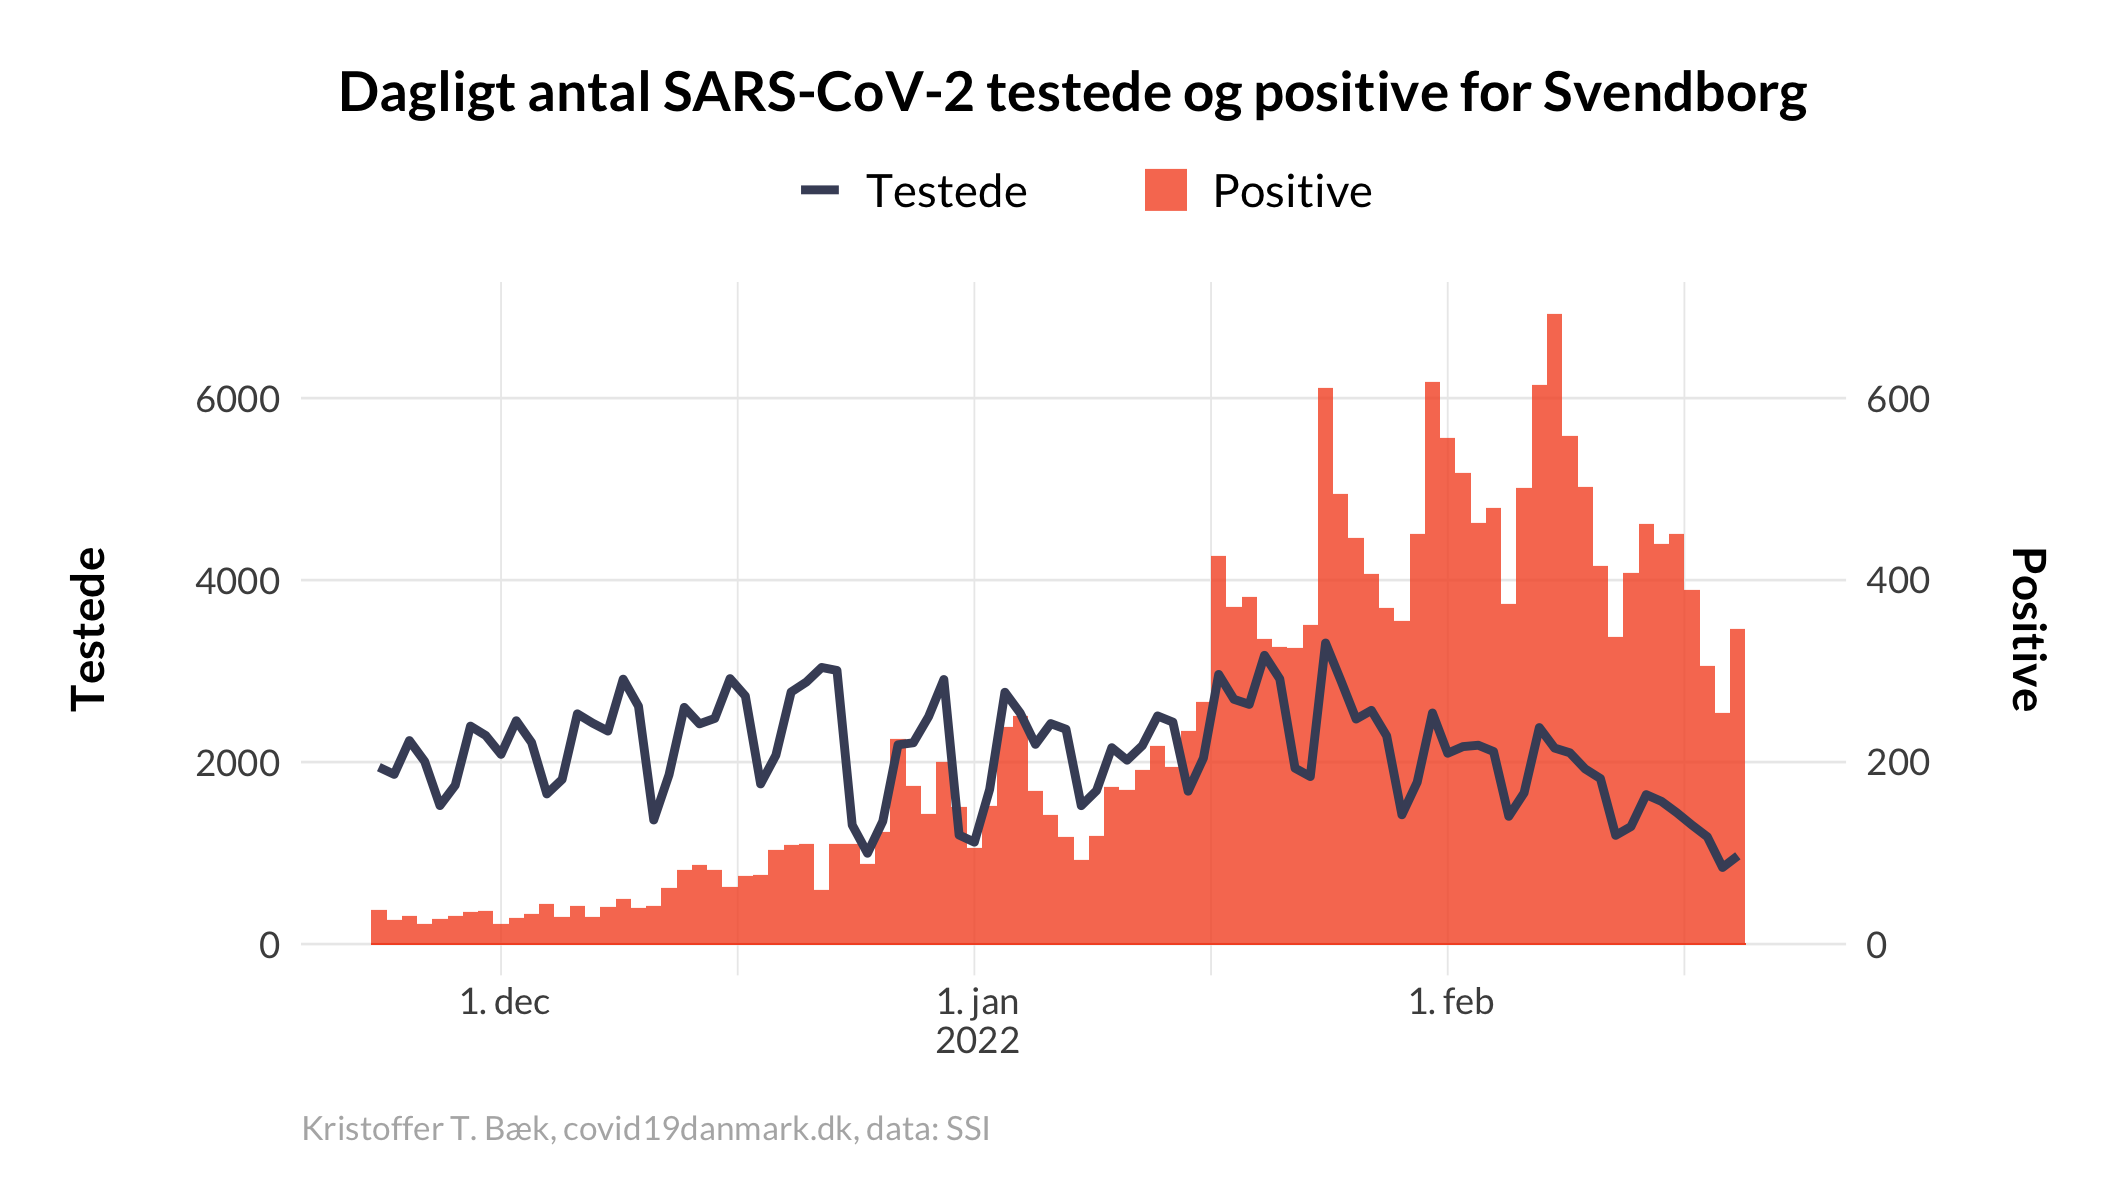 Dagligt antal SARS-CoV-2 testede og positive for Svendborg
Testede Positive
6000 600
4000 400
2000 200
0 0
Testede
Positive
1. dec 1. jan 1. feb
2022
Kristoffer T. Bæk, covid19danmark.dk, data: SSI